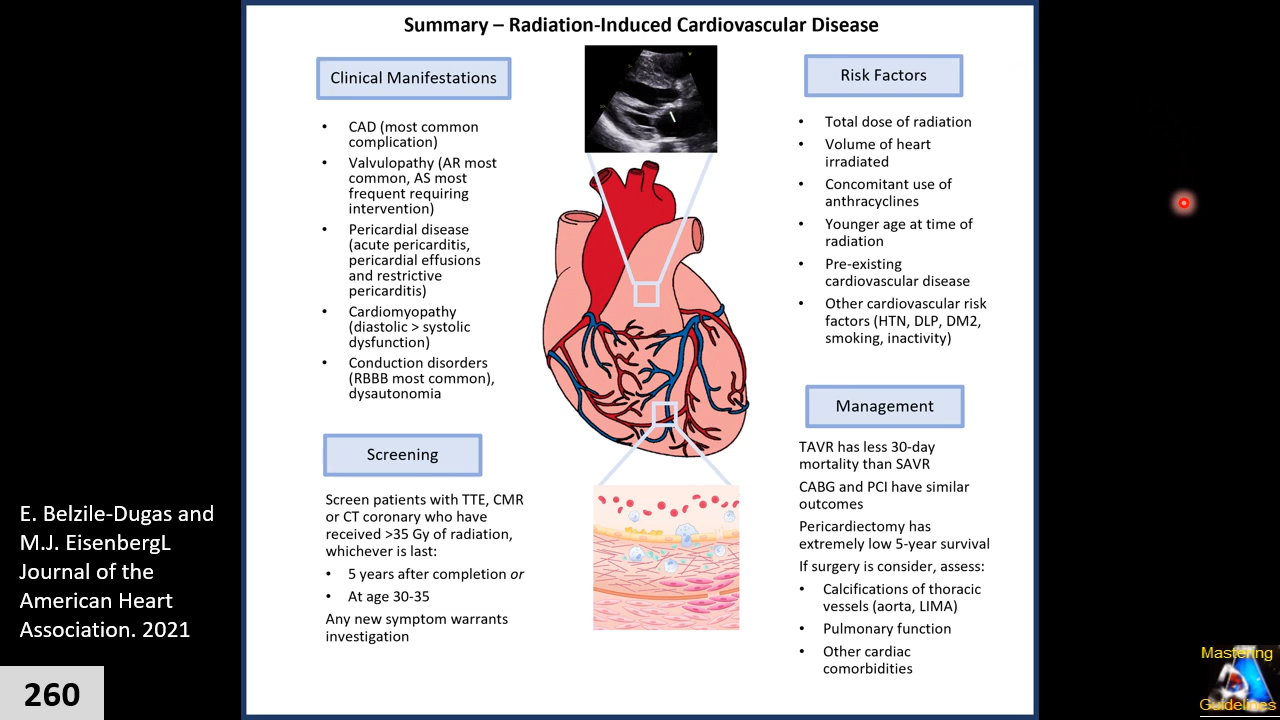 Summary – Radiation-Induced Cardiovascular Disease
Clinical Manifestations
• CAD (most common
complication)
• Valvulopathy (AR most
common, AS most
frequent requiring
intervention)
• Pericardial disease
(acute pericarditis,
pericardial effusions
and restrictive
pericarditis)
• Cardiomyopathy
(diastolic > systolic
dysfunction)
• Conduction disorders
(RBBB most common),
dysautonomia
Screening
Screen patients with TTE, CMR
or CT coronary who have
received >35 Gy of radiation,
whichever is last:
• 5 years after completion or
• At age 30-35
Any new symptom warrants
investigation
Risk Factors
• Total dose of radiation
• Volume of heart
irradiated
• Concomitant use of
anthracyclines
• Younger age at time of
radiation
• Pre-existing
cardiovascular disease
• Other cardiovascular risk
factors (HTN, DLP, DM2,
smoking, inactivity)
Management
TAVR has less 30-day
mortality than SAVR
CABG and PCI have similar
outcomes
Pericardiectomy has
extremely low 5-year survival
If surgery is consider, assess:
• Calcifications of thoracic
vessels (aorta, LIMA)
• Pulmonary function
• Other cardiac
comorbidities
E. Belzile-Dugas and
M.J. EisenbergL
Journal of the
American Heart
Association. 2021
260
Mastering
Guidelines